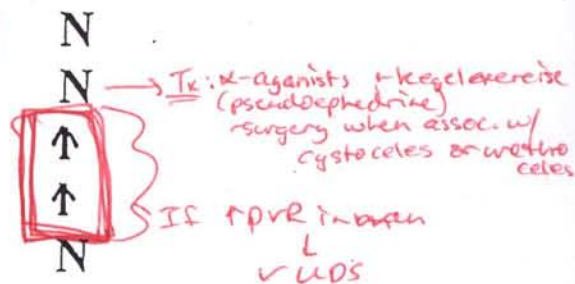 N
N → Tx: α-agonists + kegel exercise
(pseudoephedrine)
surgery when assoc. w/
cystoceles or urethro
celes
↑
↑
If ↑ PVR in women
↓
✓ UDS
N